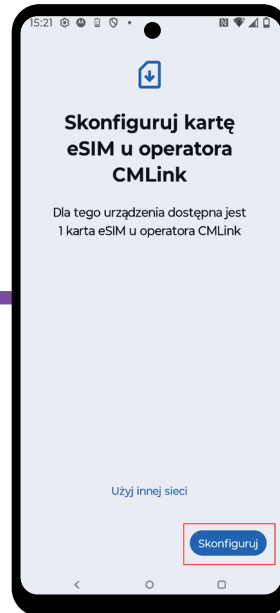 15:21
Skonfiguruj kartę
eSIM u operatora
CMLink
Dla tego urządzenia dostępna jest
1 karta eSIM u operatora CMLink
Użyj innej sieci
Skonfiguruj